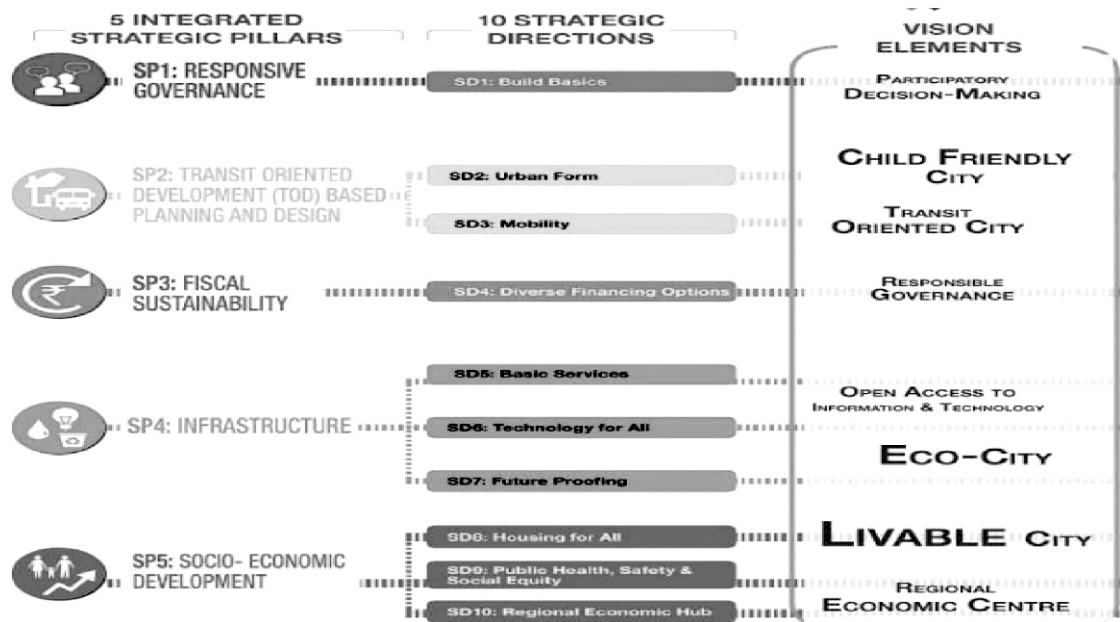 5 INTEGRATED
STRATEGIC PILLARS
10 STRATEGIC
DIRECTIONS
VISION
ELEMENTS
SP1: RESPONSIVE
GOVERNANCE
SD1: Build Basics
PARTICIPATORY
DECISION-MAKING
SP2: TRANSIT ORIENTED
DEVELOPMENT (TOD) BASED
PLANNING AND DESIGN
SD2: Urban Form
SD3: Mobility
CHILD FRIENDLY
CITY
TRANSIT
ORIENTED CITY
SP3: FISCAL
SUSTAINABILITY
SD4: Diverse Financing Options
RESPONSIBLE
GOVERNANCE
SP4: INFRASTRUCTURE
SD5: Basic Services
SD6: Technology for All
SD7: Future Proofing
OPEN ACCESS TO
INFORMATION & TECHNOLOGY
ECO-CITY
SP5: SOCIO- ECONOMIC
DEVELOPMENT
SD8: Housing for All
SD9: Public Health, Safety &
Social Equity
SD10: Regional Economic Hub
LIVABLE CITY
REGIONAL
ECONOMIC CENTRE